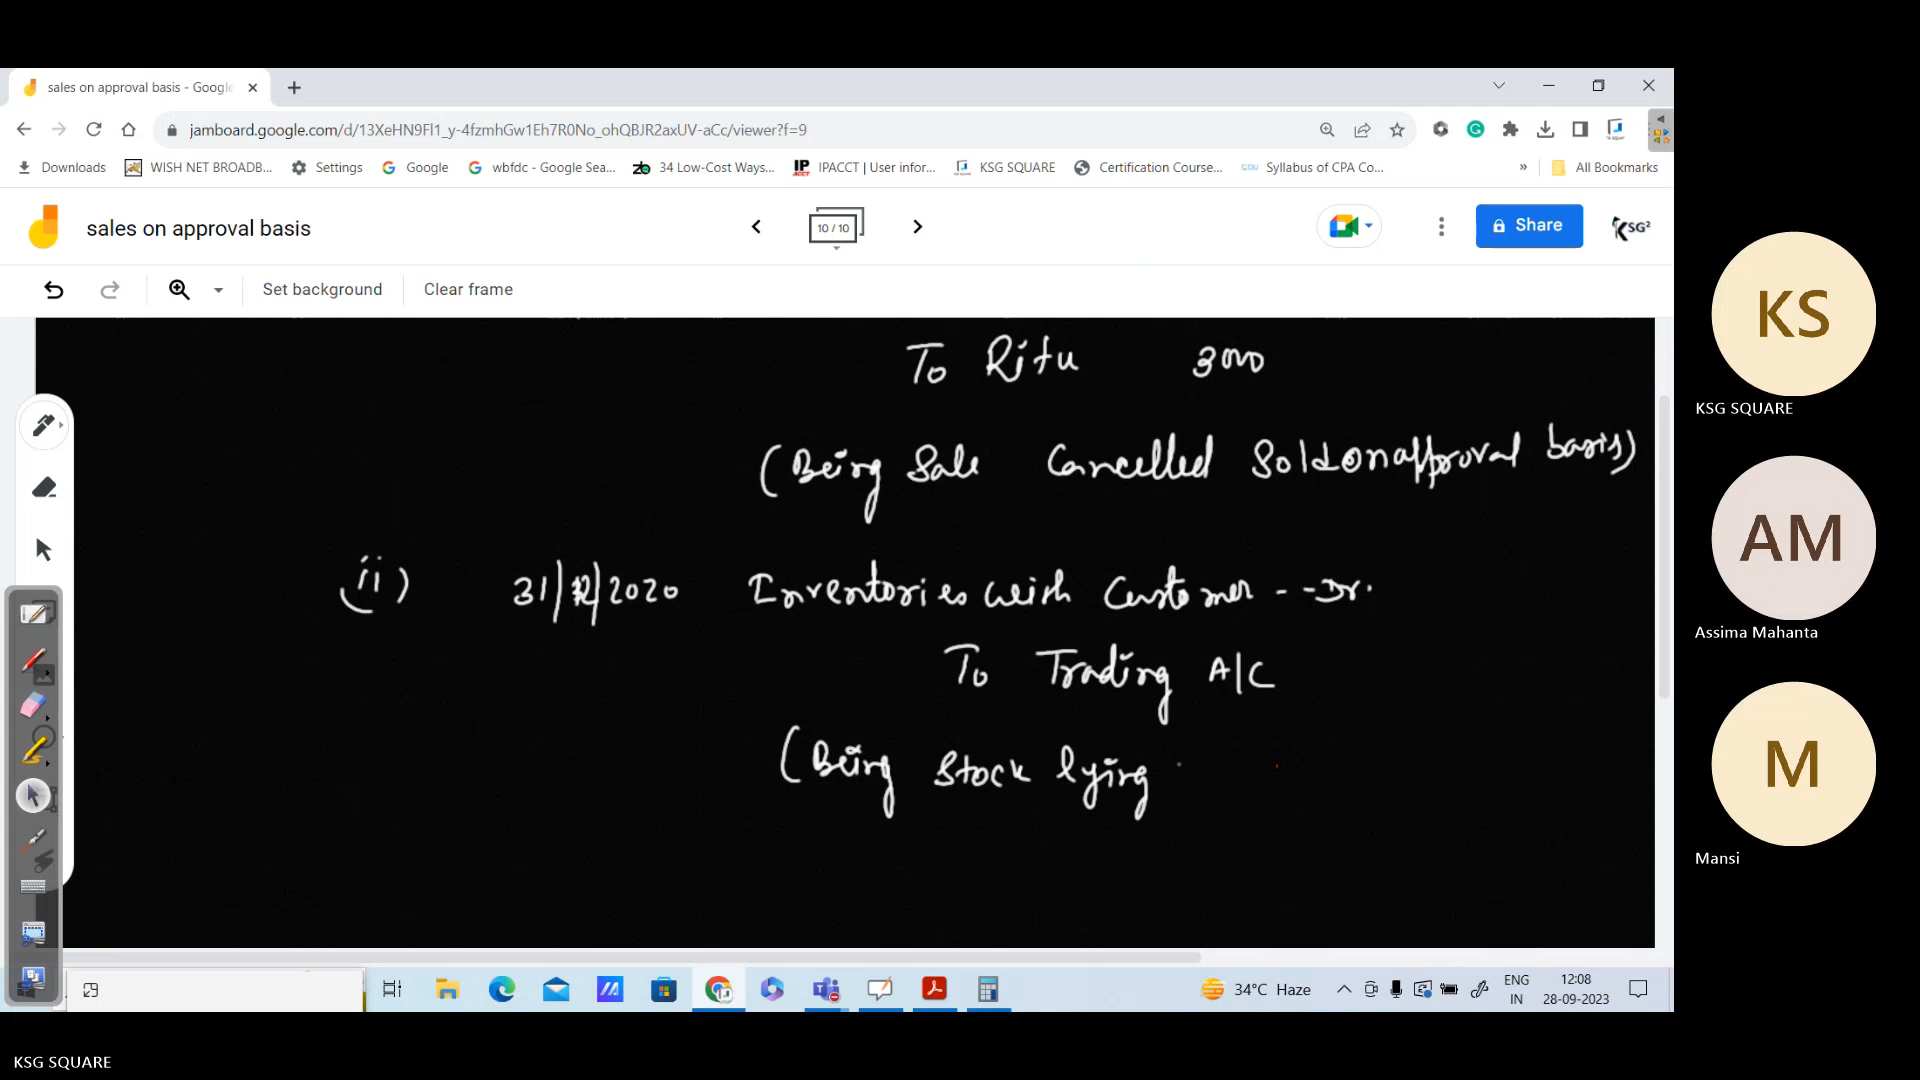 sales on approval basis - Google
jamboard.google.com/d/13XeHN9Fl1_y-4fzmhGw1Eh7R0No_ohQBJR2axUV-aCc/viewer?f=9
Downloads WISH NET BROADB... Settings Google wbfdc - Google Sea... 34 Low-Cost Ways... IPACCT | User infor... KSG SQUARE Certification Course... Syllabus of CPA Co... » All Bookmarks
sales on approval basis 10 / 10 Share KSG²
Set background Clear frame
To Ritu 3000
(Being Sale Cancelled Sold on approval basis)
ii) 31/12/2020 Inventories with Customer - - Dr.
To Trading A/C
(Being Stock lying
KS
KSG SQUARE
AM
Assima Mahanta
M
Mansi
34°C Haze ENG IN 12:08 28-09-2023
KSG SQUARE